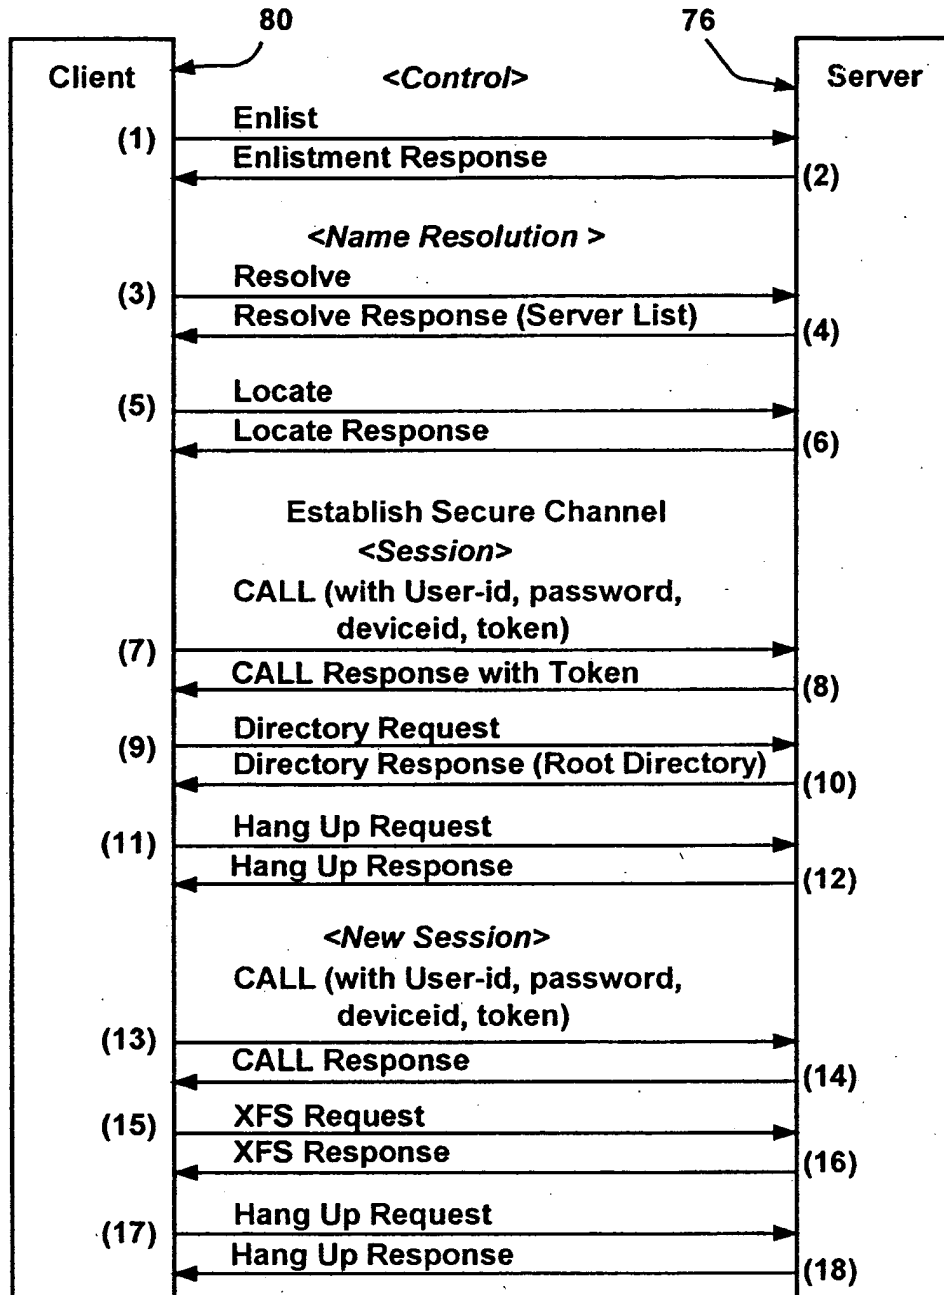 80
76
Client
<Control>
Server
Enlist
(1)
Enlistment Response
(2)
<Name Resolution >
Resolve
(3)
Resolve Response (Server List)
(4)
Locate
(5)
Locate Response
(6)
Establish Secure Channel
<Session>
CALL (with User-id, password,
deviceid, token)
(7)
CALL Response with Token
(8)
Directory Request
(9)
Directory Response (Root Directory)
(10)
Hang Up Request
(11)
Hang Up Response
(12)
<New Session>
CALL (with User-id, password,
deviceid, token)
(13)
CALL Response
(14)
XFS Request
(15)
XFS Response
(16)
Hang Up Request
(17)
Hang Up Response
(18)